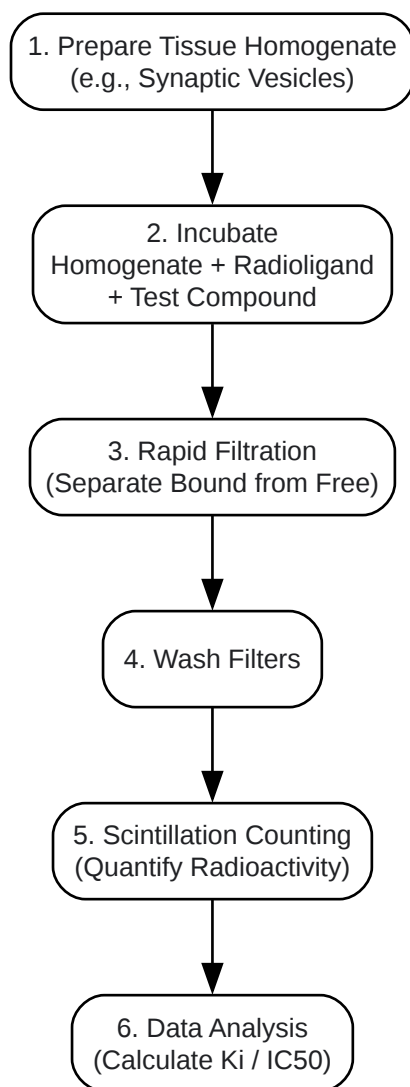 1. Prepare Tissue Homogenate
(e.g., Synaptic Vesicles)
2. Incubate
Homogenate + Radioligand
+ Test Compound
3. Rapid Filtration
(Separate Bound from Free)
4. Wash Filters
5. Scintillation Counting
(Quantify Radioactivity)
6. Data Analysis
(Calculate Ki / IC50)